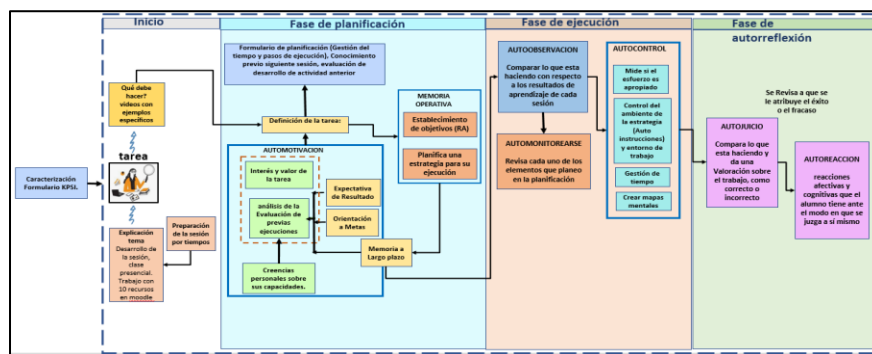 Inicio
Fase de planificación
Fase de ejecución
Fase de
autorreflexión
Caracterización
Formulario KPSI.
Qué debe
hacer?
videos con
ejemplos
específicos
tarea
Explicación
tema
Desarrollo de
la sesión,
clase
presencial.
Trabajo con
10 recursos
en moodle
Preparación de
la sesión
por tiempos
Formulario de planificación (Gestión del
tiempo y pasos de ejecución), Conocimiento
previo siguiente sesión, evaluación de
desarrollo de actividad anterior
Definición de la tarea:
AUTOMOTIVACION
Interés y valor de
la tarea
análisis de la
Evaluación de
previas
ejecuciones
Creencias
personales sobre
sus capacidades.
Expectativa
de Resultado
Orientación
a Metas
Memoria a
Largo plazo
MEMORIA
OPERATIVA
Establecimiento
de objetivos (RA)
Planifica una
estrategia para su
ejecución
AUTOOBSERVACION
Comparar lo que esta
haciendo con respecto
a los resultados de
aprendizaje de cada
sesión
AUTOMONITOREARSE
Revisa cada uno de los
elementos que planeo en
la planificación
AUTOCONTROL
Mide si el
esfuerzo es
apropiado
Control del
ambiente de
la estrategia
(Auto
instrucciones)
y entorno de
trabajo
Gestión de
tiempo
Crear mapas
mentales
AUTOJUICIO
Compara lo que
esta haciendo y
da una
Valoración sobre
el trabajo, como
correcto o
incorrecto
Se Revisa a que se
le atribuye el éxito
o el fracaso
AUTOREACCION
reacciones
afectivas y
cognitivas que el
alumno tiene ante
el modo en que se
juzga a sí mismo